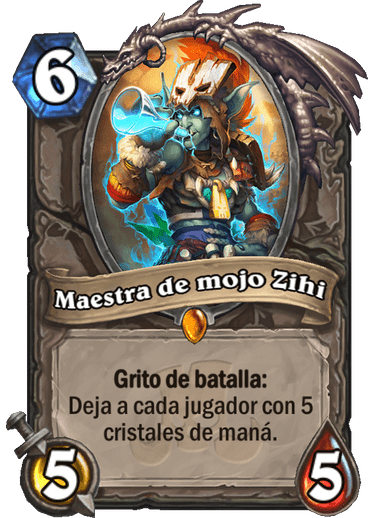 6
Maestra de mojo Zihi
Grito de batalla:
Deja a cada jugador con 5
cristales de maná.
5
5